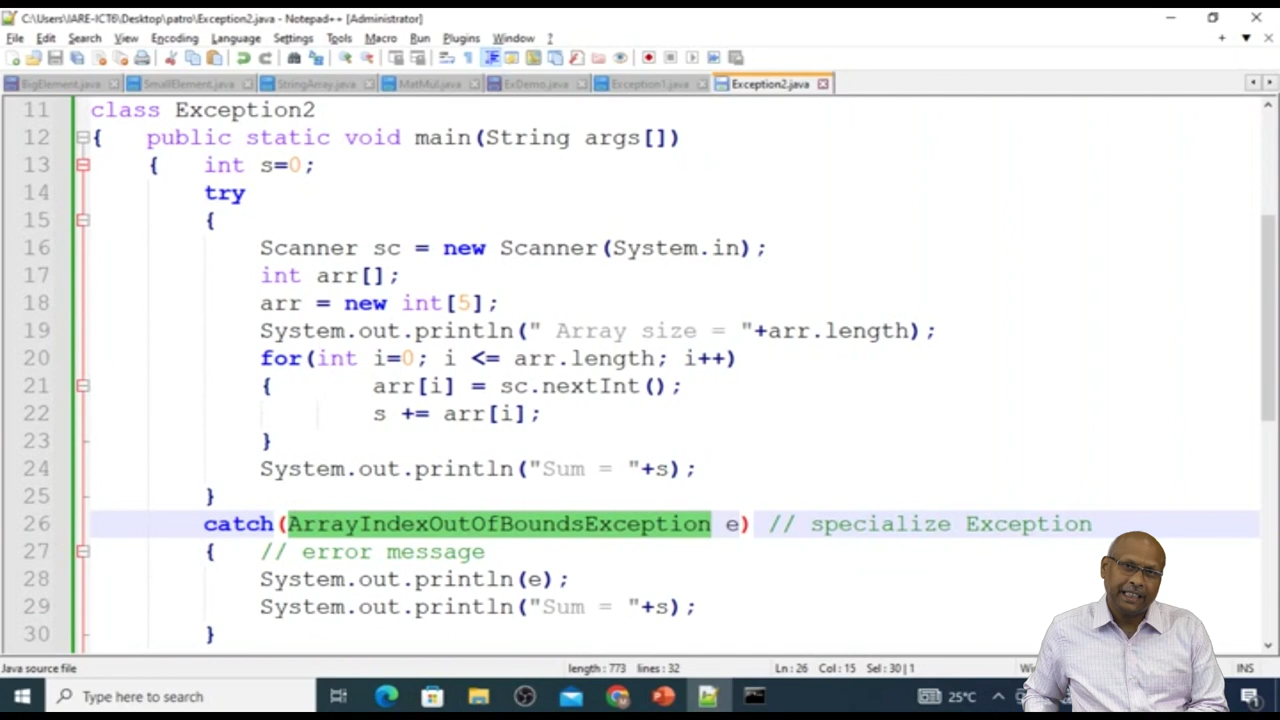 C:\Users\IARE-ICT6\Desktop\patro\Exception2.java - Notepad++ [Administrator]
File Edit Search View Encoding Language Settings Tools Macro Run Plugins Window ?
BigElement.java SmallElement.java StringArray.java MatMul.java ExDemo.java Exception1.java Exception2.java
11 class Exception2
12 { public static void main(String args[])
13 { int s=0;
14 try
15 {
16 Scanner sc = new Scanner(System.in);
17 int arr[];
18 arr = new int[5];
19 System.out.println(" Array size = "+arr.length);
20 for(int i=0; i <= arr.length; i++)
21 { arr[i] = sc.nextInt();
22 s += arr[i];
23 }
24 System.out.println("Sum = "+s);
25 }
26 catch(ArrayIndexOutOfBoundsException e) // specialize Exception
27 { // error message
28 System.out.println(e);
29 System.out.println("Sum = "+s);
30 }
Java source file length : 773 lines : 32 Ln : 26 Col : 15 Sel : 30 | 1 INS
Type here to search 25°C